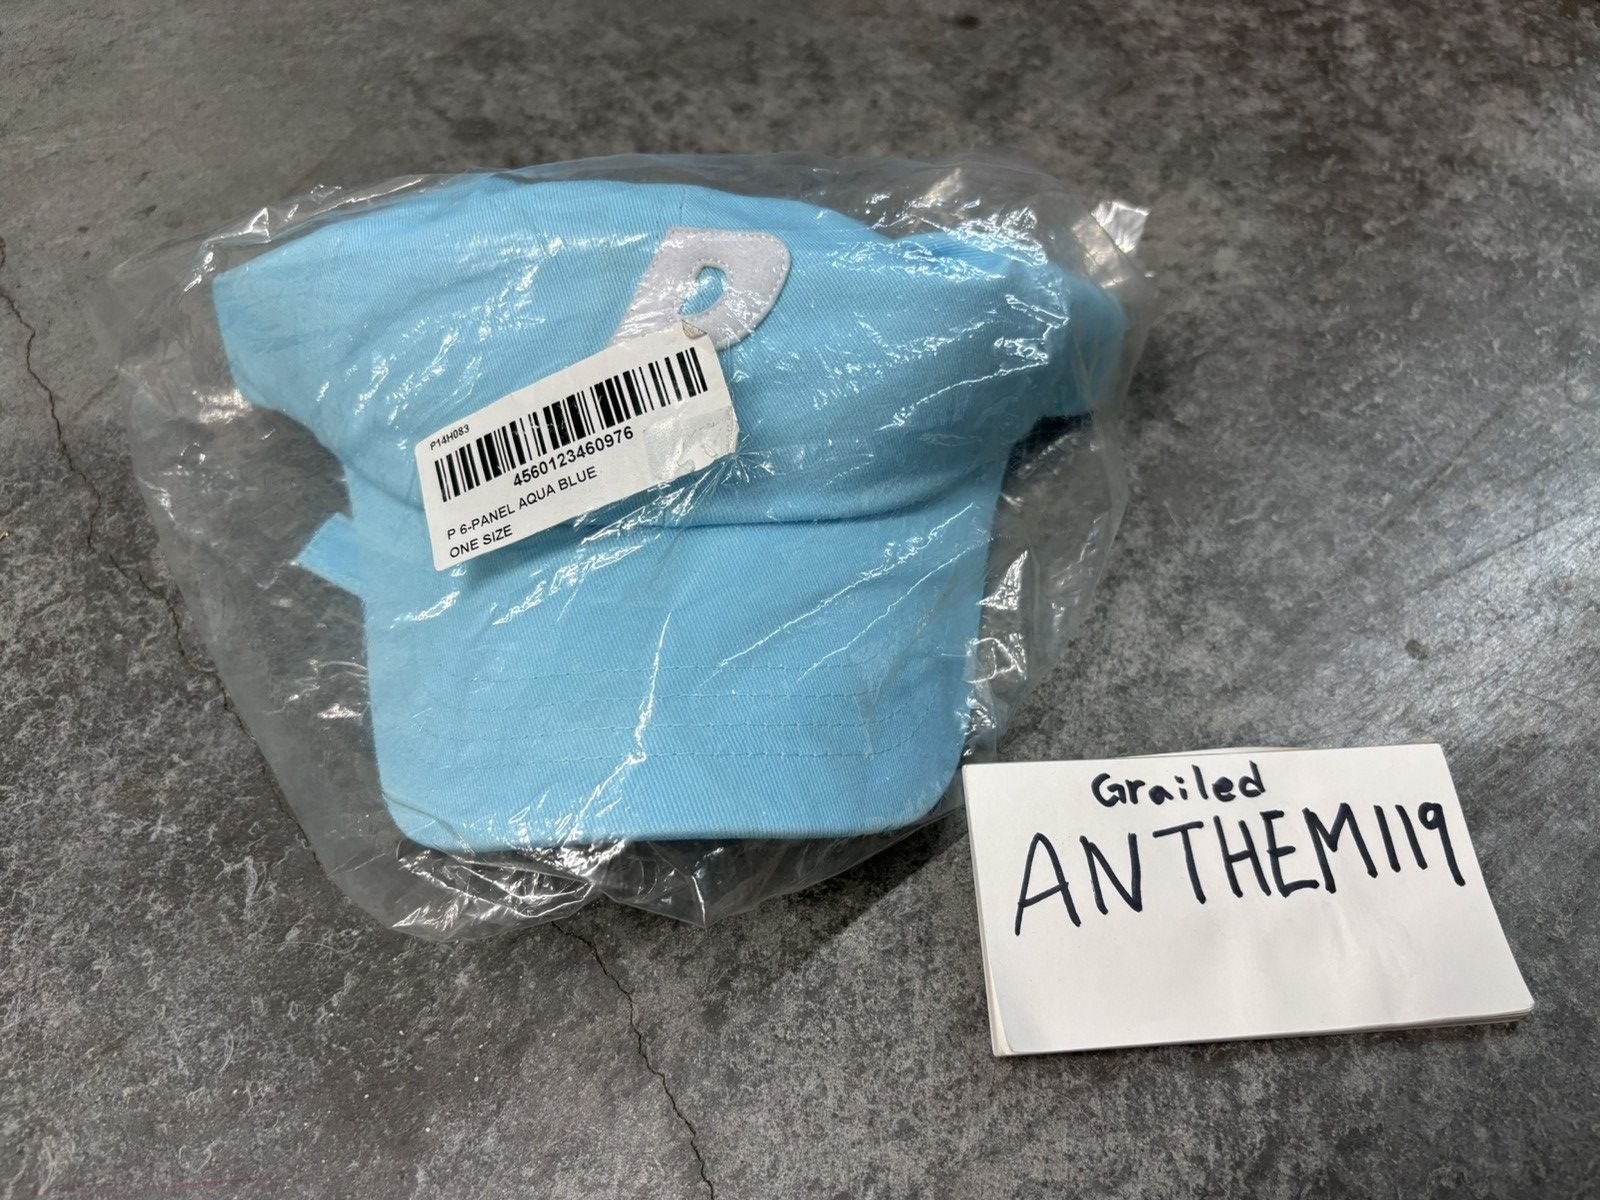 P
P14H083
4560123460976
P 6-PANEL AQUA BLUE
ONE SIZE
Grailed
ANTHEM119